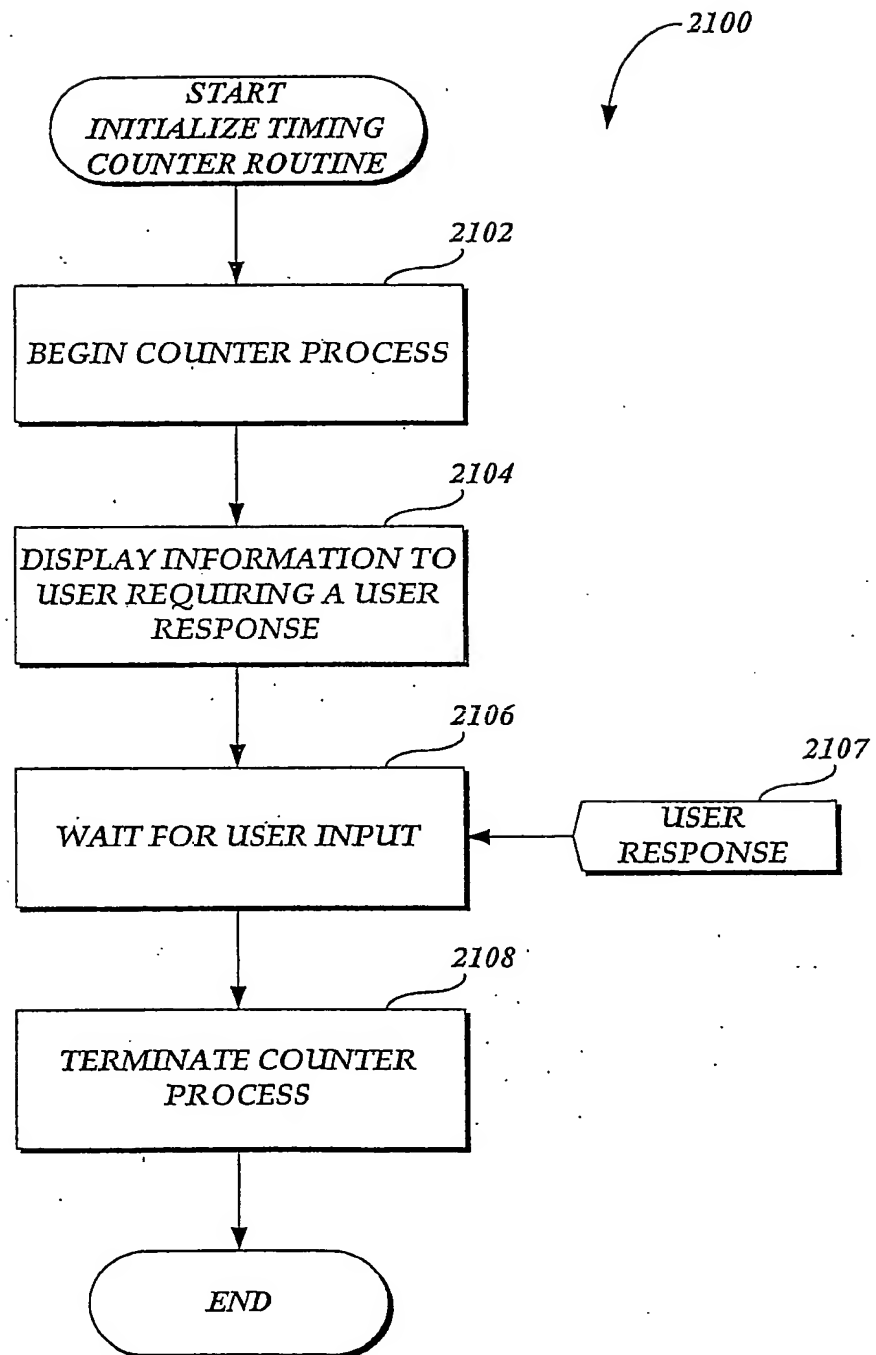 2100
START
INITIALIZE TIMING
COUNTER ROUTINE
2102
BEGIN COUNTER PROCESS
2104
DISPLAY INFORMATION TO
USER REQUIRING A USER
RESPONSE
2106
WAIT FOR USER INPUT
2107
USER
RESPONSE
2108
TERMINATE COUNTER
PROCESS
END